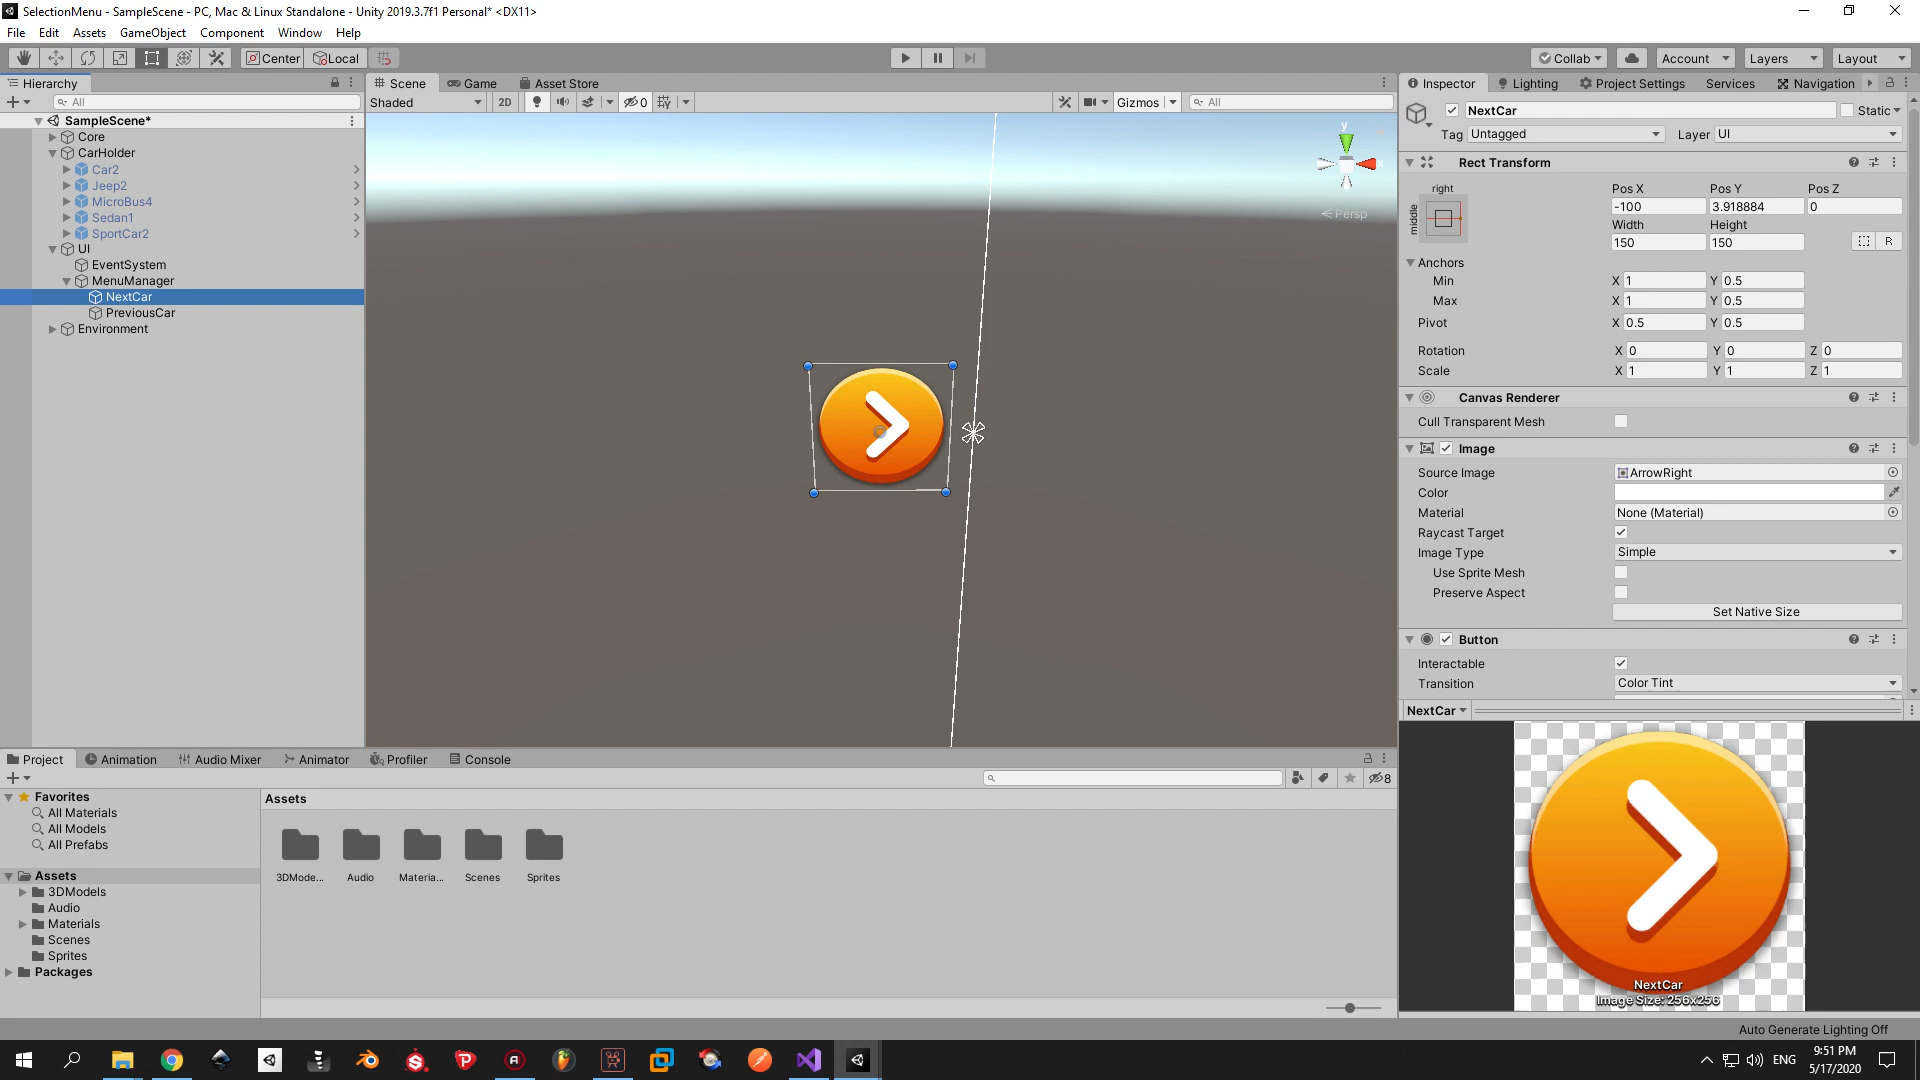 SelectionMenu - SampleScene - PC, Mac & Linux Standalone - Unity 2019.3.7f1 Personal* <DX11>
File Edit Assets GameObject Component Window Help
Center Local Collab Account Layers Layout
Hierarchy
All
SampleScene*
Core
CarHolder
Car2
Jeep2
MicroBus4
Sedan1
SportCar2
UI
EventSystem
MenuManager
NextCar
PreviousCar
Environment
Scene Game Asset Store
Shaded 2D 0 Gizmos All
y
x
Persp
Inspector Lighting Project Settings Services Navigation
NextCar Static
Tag Untagged Layer UI
Rect Transform
right
middle
Pos X Pos Y Pos Z
-100 3.918884 0
Width Height
150 150 R
Anchors
Min X 1 Y 0.5
Max X 1 Y 0.5
Pivot X 0.5 Y 0.5
Rotation X 0 Y 0 Z 0
Scale X 1 Y 1 Z 1
Canvas Renderer
Cull Transparent Mesh
Image
Source Image ArrowRight
Color
Material None (Material)
Raycast Target
Image Type Simple
Use Sprite Mesh
Preserve Aspect
Set Native Size
Button
Interactable
Transition Color Tint
NextCar
NextCar
Image Size: 256x256
Project Animation Audio Mixer Animator Profiler Console
8
Favorites
All Materials
All Models
All Prefabs
Assets
3DModels
Audio
Materials
Scenes
Sprites
Packages
Assets
3DMode... Audio Materia... Scenes Sprites
Auto Generate Lighting Off
ENG
9:51 PM
5/17/2020